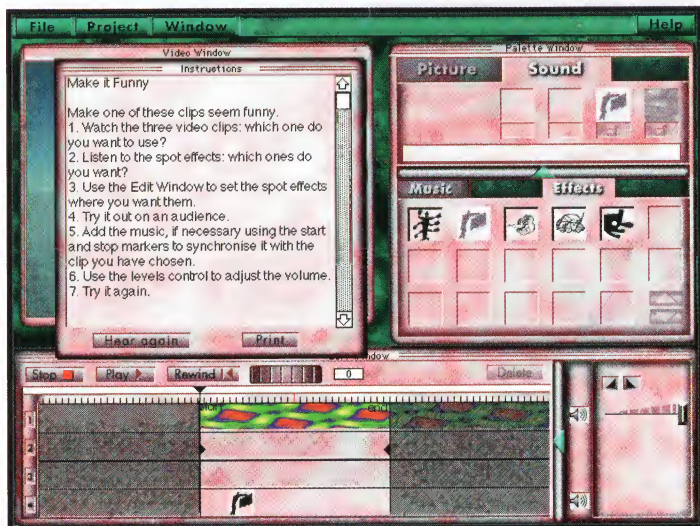 File Project Window Help
Video Window
Instructions
Make it Funny
Make one of these clips seem funny.
1. Watch the three video clips: which one do
you want to use?
2. Listen to the spot effects: which ones do
you want?
3. Use the Edit Window to set the spot effects
where you want them.
4. Try it out on an audience.
5. Add the music, if necessary using the start
and stop markers to synchronise it with the
clip you have chosen.
6. Use the levels control to adjust the volume.
7. Try it again.
Hear again Print
Palette Window
Picture Sound
Music Effects
Window
Stop Play Rewind 0 Delete
start end
1
2
3